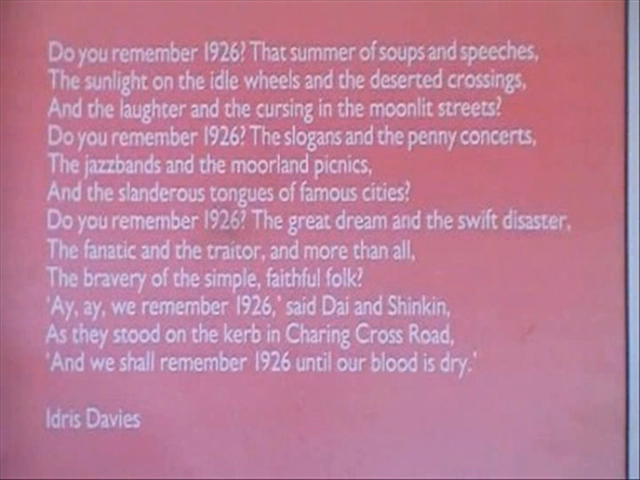 Do you remember 1926? That summer of soups and speeches,
The sunlight on the idle wheels and the deserted crossings,
And the laughter and the cursing in the moonlit streets?
Do you remember 1926? The slogans and the penny concerts,
The jazzbands and the moorland picnics,
And the slanderous tongues of famous cities?
Do you remember 1926? The great dream and the swift disaster,
The fanatic and the traitor, and more than all,
The bravery of the simple, faithful folk?
'Ay, ay, we remember 1926,' said Dai and Shinkin,
As they stood on the kerb in Charing Cross Road,
'And we shall remember 1926 until our blood is dry.'
Idris Davies